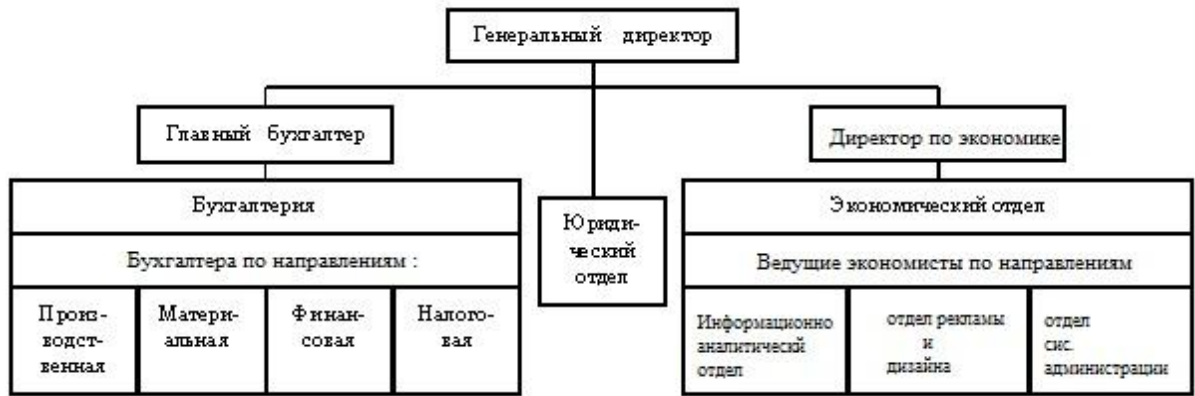 Генеральный директор
Главный бухгалтер
Директор по экономике
Бухгалтерия
Бухгалтера по направлениям :
Произ-
водст-
венная
Матери-
альная
Финан-
совая
Налого-
вая
Юриди-
ческий
отдел
Экономический отдел
Ведущие экономисты по направлениям
Информационно
аналитическй
отдел
отдел рекламы
и
дизайна
отдел
сис.
администрации